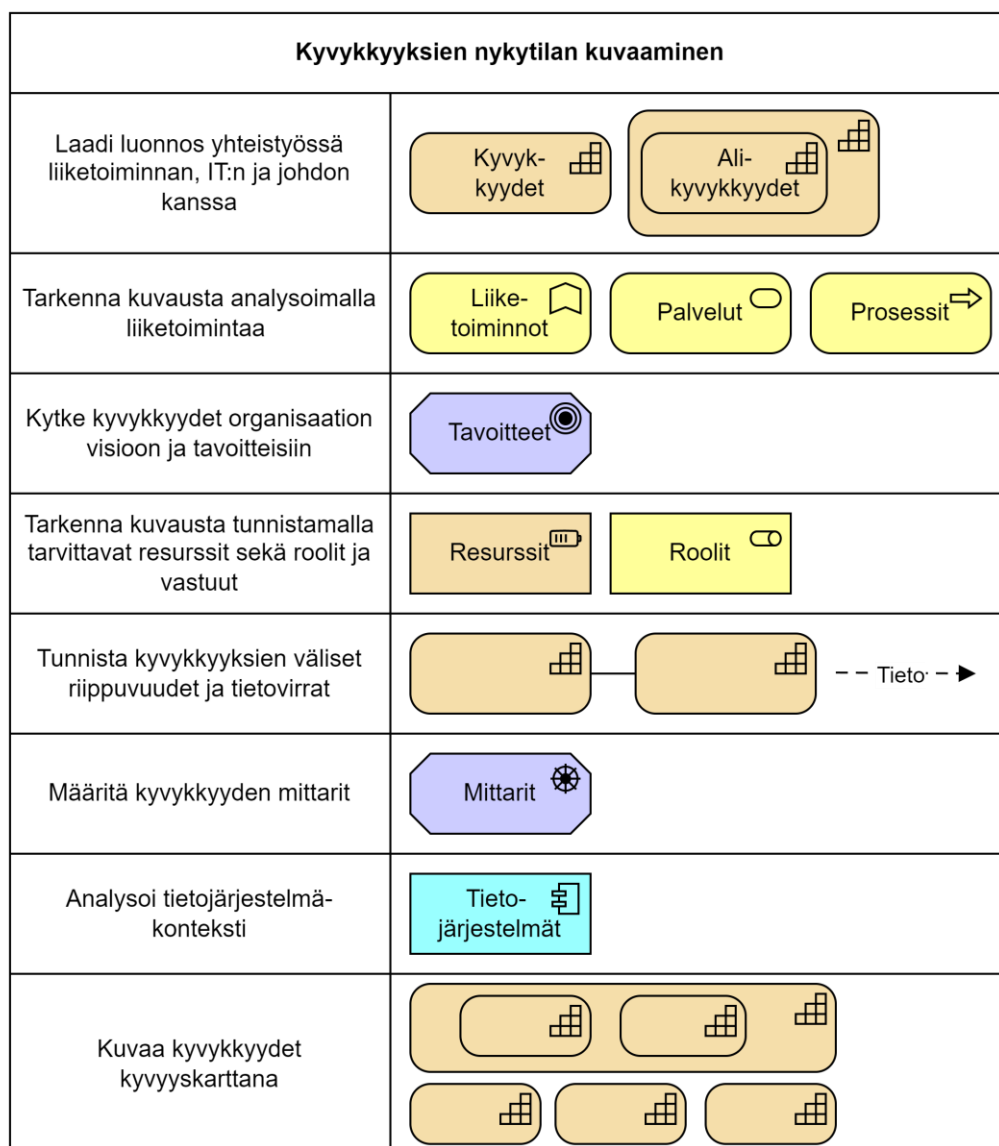 Kyvykkyyksien nykytilan kuvaaminen
Laadi luonnos yhteistyössä
liiketoiminnan, IT:n ja johdon
kanssa
Kyvyk-
kyydet
Ali-
kyvykkyydet
Tarkenna kuvausta analysoimalla
liiketoimintaa
Liike-
toiminnot
Palvelut
Prosessit
Kytke kyvykkyydet organisaation
visioon ja tavoitteisiin
Tavoitteet
Tarkenna kuvausta tunnistamalla
tarvittavat resurssit sekä roolit ja
vastuut
Resurssit
Roolit
Tunnista kyvykkyyksien väliset
riippuvuudet ja tietovirrat
Tieto
Määritä kyvykkyyden mittarit
Mittarit
Analysoi tietojärjestelmä-
konteksti
Tieto-
järjestelmät
Kuvaa kyvykkyydet
kyvyyskarttana